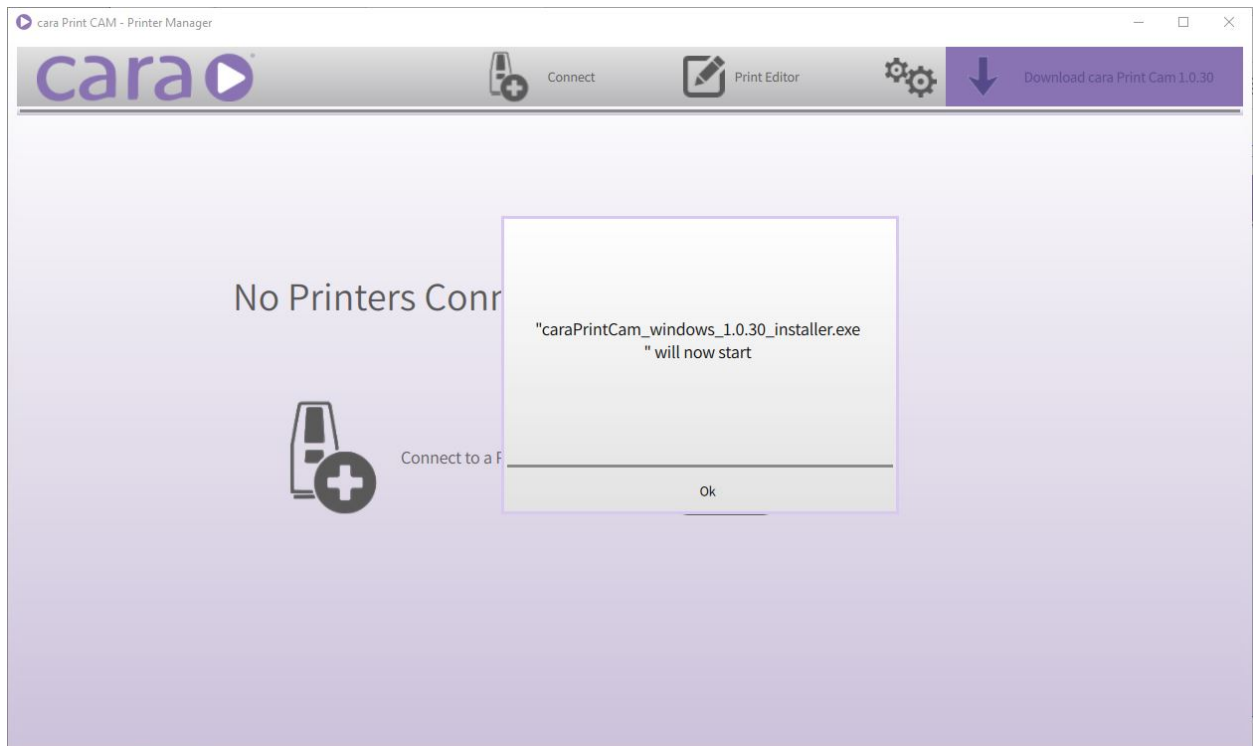 cara Print CAM - Printer Manager
cara
Connect
Print Editor
Download cara Print Cam 1.0.30
No Printers Conn
"caraPrintCam_windows_1.0.30_installer.exe
" will now start
Connect to a P
Ok